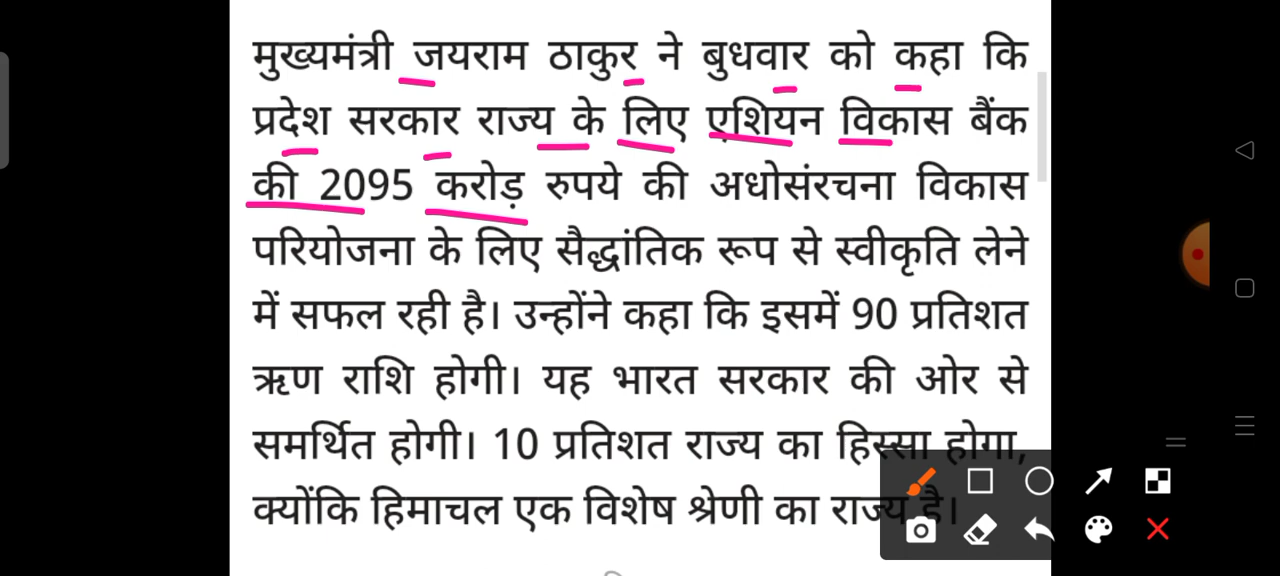 मुख्यमंत्री जयराम ठाकुर ने बुधवार को कहा कि
प्रदेश सरकार राज्य के लिए एशियन विकास बैंक
की 2095 करोड़ रुपये की अधोसंरचना विकास
परियोजना के लिए सैद्धांतिक रूप से स्वीकृति लेने
में सफल रही है। उन्होंने कहा कि इसमें 90 प्रतिशत
ऋण राशि होगी। यह भारत सरकार की ओर से
समर्थित होगी। 10 प्रतिशत राज्य का हिस्सा होगा,
क्योंकि हिमाचल एक विशेष श्रेणी का राज्य है।